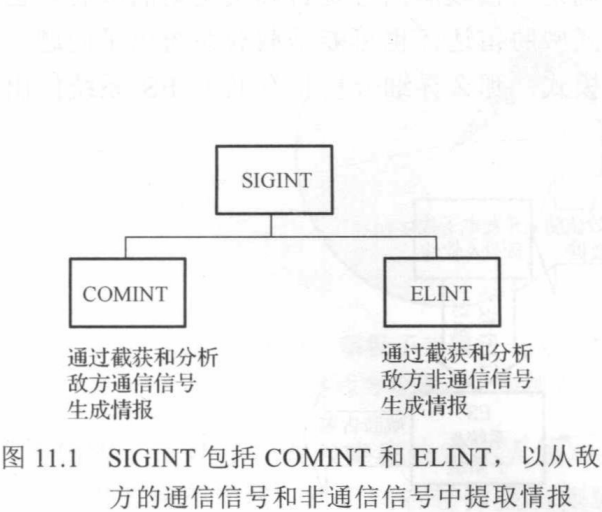 SIGINT
COMINT
ELINT
通过截获和分析
敌方通信信号
生成情报
通过截获和分析
敌方非通信信号
生成情报
图 11.1 SIGINT 包括 COMINT 和 ELINT，以从敌
方的通信信号和非通信信号中提取情报